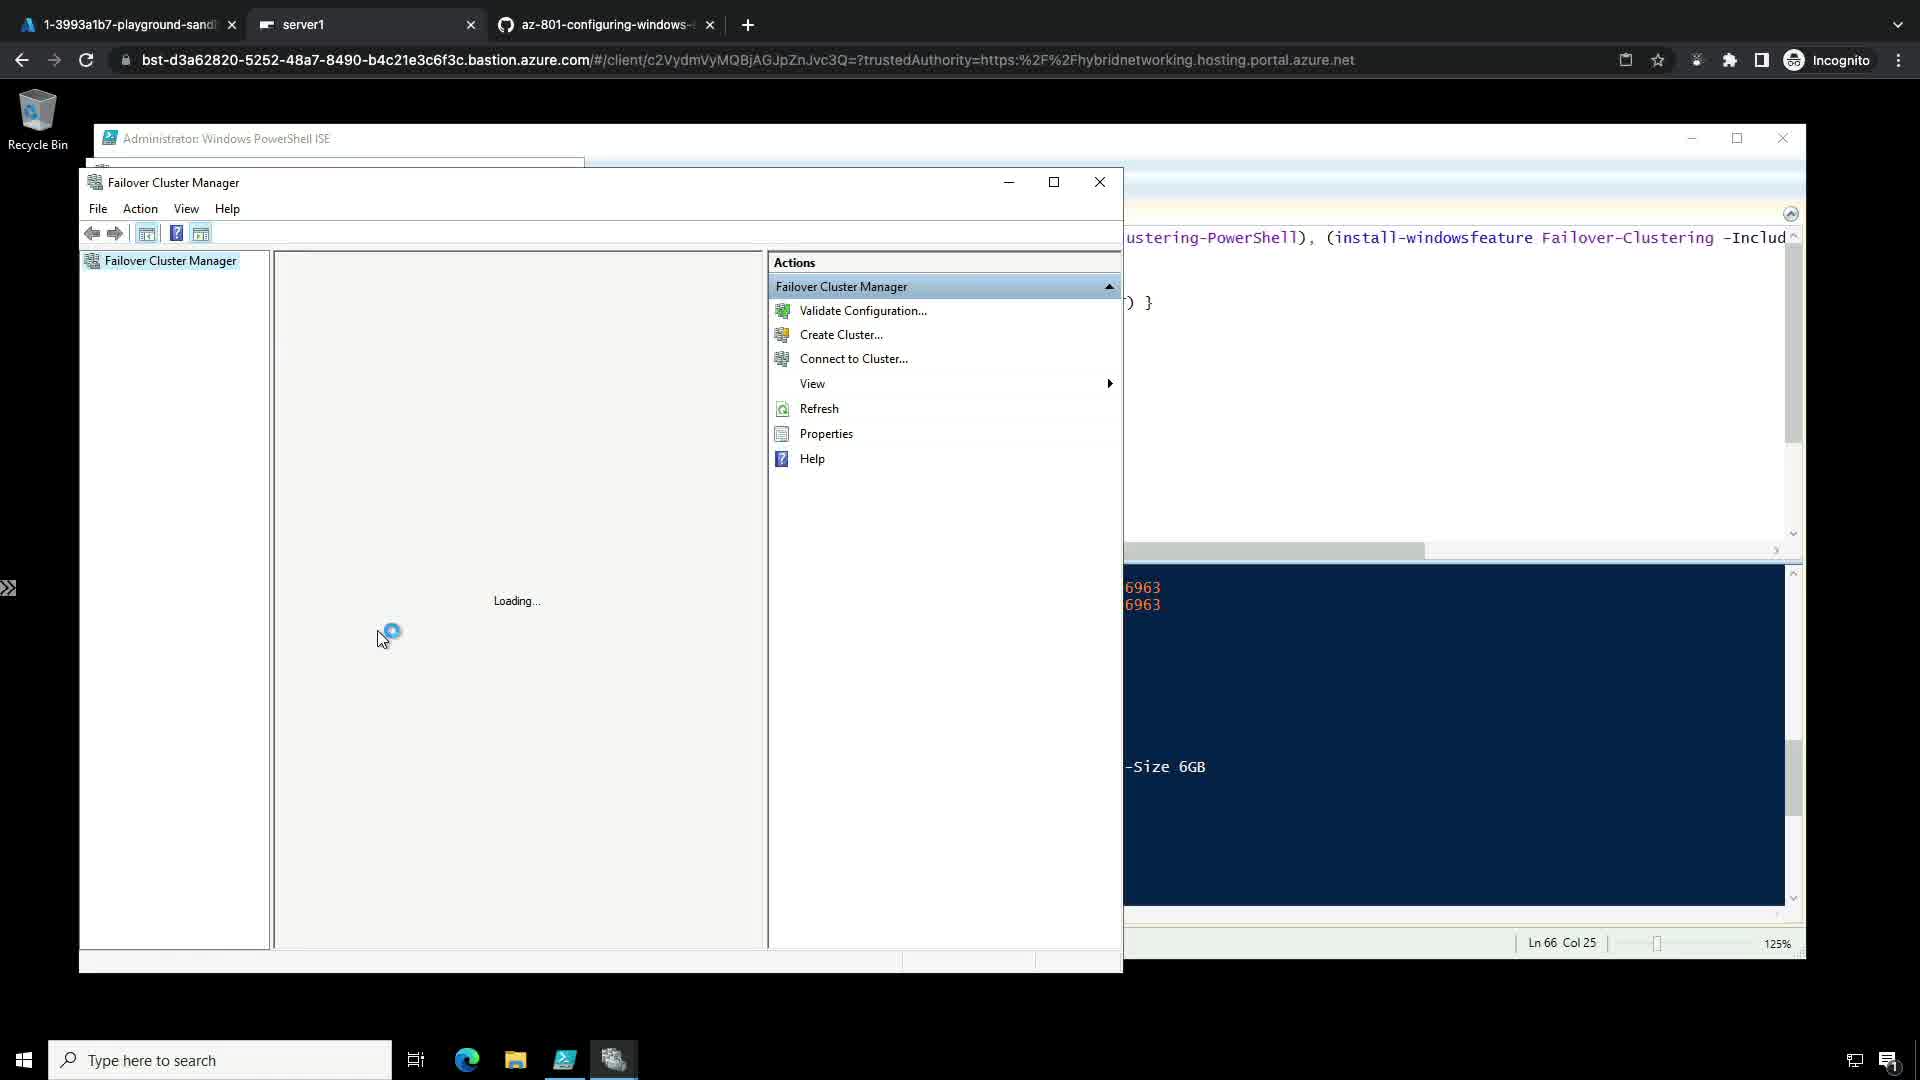 1-3993a1b7-playground-sand
server1
az-801-configuring-windows-
bst-d3a62820-5252-48a7-8490-b4c21e3c6f3c.bastion.azure.com/#/client/c2VydmVyMQBjAGJpZnJvc3Q=?trustedAuthority=https:%2F%2Fhybridnetworking.hosting.portal.azure.net
Incognito
Recycle Bin
Administrator: Windows PowerShell ISE
Failover Cluster Manager
File Action View Help
Failover Cluster Manager
Loading...
Actions
Failover Cluster Manager
Validate Configuration...
Create Cluster...
Connect to Cluster...
View
Refresh
Properties
Help
ustering-PowerShell), (install-windowsfeature Failover-Clustering -Includ
) }
6963
6963
-Size 6GB
Ln 66 Col 25
125%
Type here to search
1